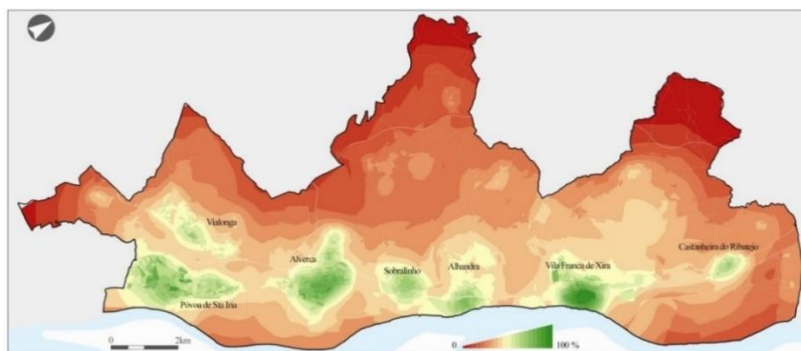 Vialonga
Alverca
Sobralinho
Alhandra
Vila Franca de Xira
Castanheira do Ribatejo
Póvoa de Sta Iria
0
2km
0
100 %